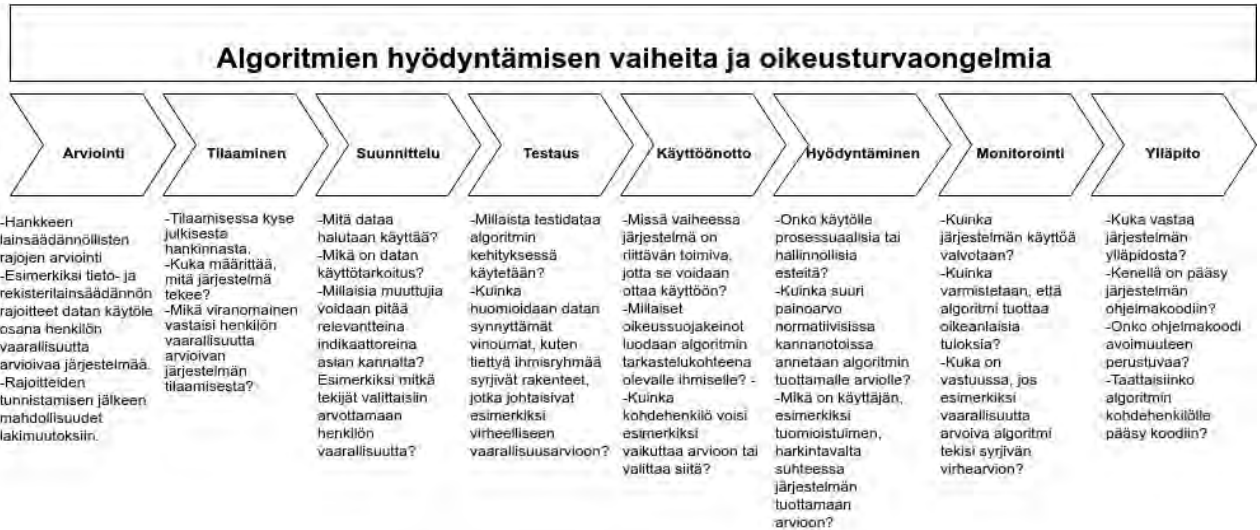 Algoritmien hyödyntämisen vaiheita ja oikeusturvaongelmia
Arviointi
Tilaaminen
Suunnittelu
Testaus
Käyttöönotto
Hyödyntäminen
Monitorointi
Ylläpito
-Hankkeen
lainsäädännöllisten
rajojen arviointi
-Esimerkiksi tieto- ja
rekisterilainsäädännön
rajoitteet datan käytöle
osana henkilön
vaarallisuutta
arvioivaa järjestelmää.
-Rajoitteiden
tunnistamisen jälkeen
mahdollisuudet
lakimuutoksiin.
-Tilaamisessa kyse
julkisesta
hankinnasta.
-Kuka määrittää,
mitä järjestelmä
tekee?
-Mikä viranomainen
vastaisi henkilön
vaarallisuutta
arvioivan
järjestelmän
tilaamisesta?
-Mitä dataa
halutaan käyttää?
-Mikä on datan
käyttötarkoitus?
-Millaisia muuttujia
voidaan pitää
relevantteina
indikaattoreina
asian kannalta?
Esimerkiksi mitkä
tekijät valittaisiin
arvottamaan
henkilön
vaarallisuutta?
-Millaista testidataa
algoritmin
kehityksessä
käytetään?
-Kuinka
huomioidaan datan
synnyttämät
vinoumat, kuten
tiettyä ihmisryhmää
syrjivät rakenteet,
jotka johtaisivat
esimerkiksi
virheelliseen
vaarallisuusarvioon?
-Missä vaiheessa
järjestelmä on
riittävän toimiva,
jotta se voidaan
ottaa käyttöön?
-Millaiset
oikeussuojakeinot
luodaan algoritmin
tarkastelukohteena
olevalle ihmiselle? -
-Kuinka
kohdehenkilö voisi
esimerkiksi
vaikuttaa arvioon tai
valittaa siitä?
-Onko käytölle
prosessuaalisia tai
hallinnollisia
esteitä?
-Kuinka suuri
painoarvo
normatiivisissa
kannanotoissa
annetaan algoritmin
tuottamalle arviolle?
-Mikä on käyttäjän,
esimerkiksi
tuomioistuimen,
harkintavalta
suhteessa
järjestelmän
tuottamaan
arvioon?
-Kuinka
järjestelmän käyttöä
valvotaan?
-Kuinka
varmistetaan, että
algoritmi tuottaa
oikeanlaisia
tuloksia?
-Kuka on
vastuussa, jos
esimerkiksi
vaarallisuutta
arvoiva algoritmi
tekisi syrjivän
virhearvion?
-Kuka vastaa
järjestelmän
ylläpidosta?
-Kenellä on pääsy
järjestelmän
ohjelmakoodiin?
-Onko ohjelmakoodi
avoimuuteen
perustuvaa?
-Taattaisiinko
algoritmin
kohdehenkilölle
pääsy koodiin?